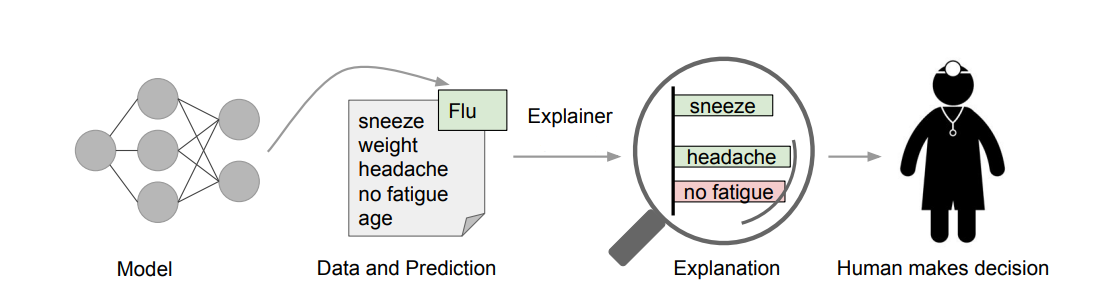 Flu
sneeze
weight
headache
no fatigue
age
Explainer
sneeze
headache
no fatigue
Model
Data and Prediction
Explanation
Human makes decision